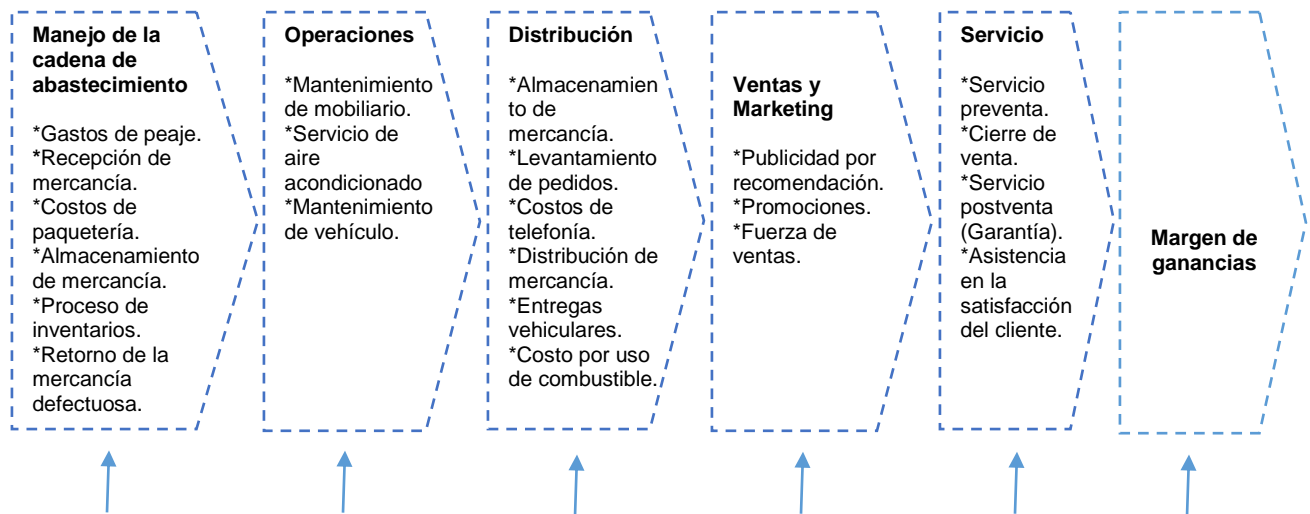 Manejo de la
cadena de
abastecimiento
*Gastos de peaje.
*Recepción de
mercancía.
*Costos de
paquetería.
*Almacenamiento
de mercancía.
*Proceso de
inventarios.
*Retorno de la
mercancía
defectuosa.
Operaciones
*Mantenimiento
de mobiliario.
*Servicio de
aire
acondicionado
*Mantenimiento
de vehículo.
Distribución
*Almacenamien
to de
mercancía.
*Levantamiento
de pedidos.
*Costos de
telefonía.
*Distribución de
mercancía.
*Entregas
vehiculares.
*Costo por uso
de combustible.
Ventas y
Marketing
*Publicidad por
recomendación.
*Promociones.
*Fuerza de
ventas.
Servicio
*Servicio
preventa.
*Cierre de
venta.
*Servicio
postventa
(Garantía).
*Asistencia
en la
satisfacción
del cliente.
Margen de
ganancias